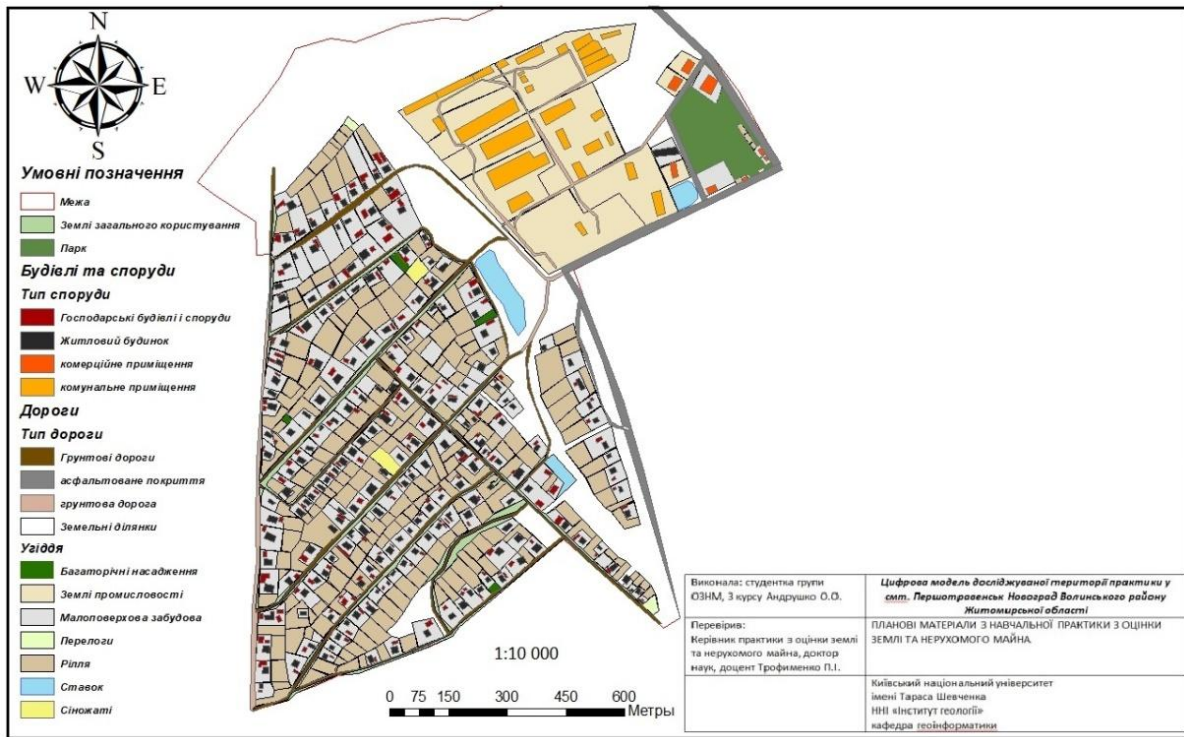 N
W
E
S
Умовні позначення
Межа
Землі загального користування
Парк
Будівлі та споруди
Тип споруди
Господарські будівлі і споруди
Житловий будинок
комерційне приміщення
комунальне приміщення
Дороги
Тип дороги
Грунтові дороги
асфальтоване покриття
грунтова дорога
Земельні ділянки
Угіддя
Багаторічні насадження
Землі промисловості
Малоповерхова забудова
Перелоги
Рілля
Ставок
Сіножаті
1:10 000
0 75 150 300 450 600
Метры
Виконала: студентка групи
ОЗНМ, 3 курсу Андрушко О.О.
Цифрова модель досліджуваної території практики у
смт. Першотравенськ Новоград Волинського району
Житомирської області
Перевірив:
Керівник практики з оцінки землі
та нерухомого майна, доктор
наук, доцент Трофименко П.І.
ПЛАНОВІ МАТЕРІАЛИ З НАВЧАЛЬНОЇ ПРАКТИКИ З ОЦІНКИ
ЗЕМЛІ ТА НЕРУХОМОГО МАЙНА
Київський національний університет
імені Тараса Шевченка
ННІ «Інститут геології»
кафедра геоінформатики